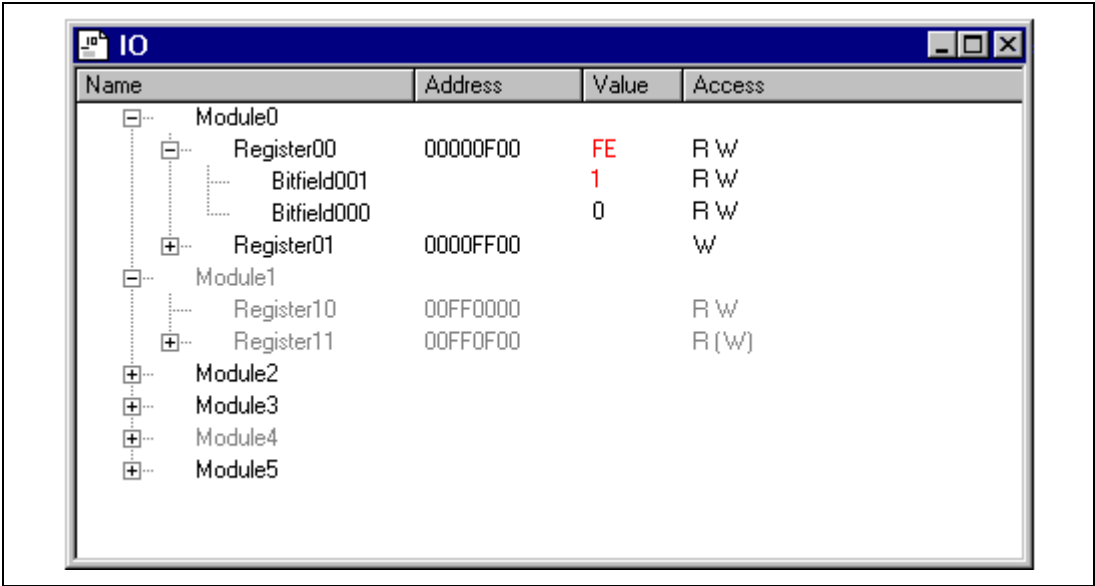 IO
Name Address Value Access
Module0
Register00 00000F00 FE R W
Bitfield001 1 R W
Bitfield000 0 R W
Register01 0000FF00 W
Module1
Register10 00FF0000 R W
Register11 00FF0F00 R (W)
Module2
Module3
Module4
Module5